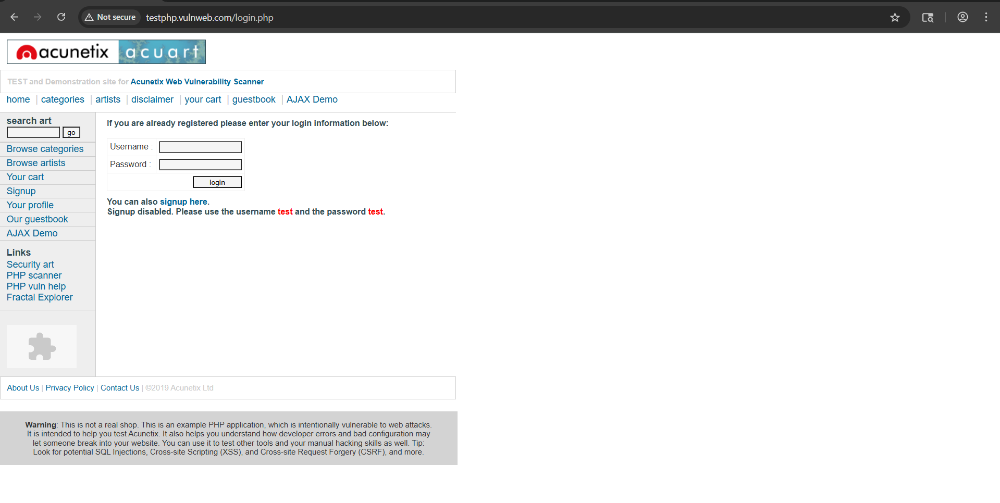 Not secure testphp.vulnweb.com/login.php
acunetix acuart
TEST and Demonstration site for Acunetix Web Vulnerability Scanner
home | categories | artists | disclaimer | your cart | guestbook | AJAX Demo
search art
go
Browse categories
Browse artists
Your cart
Signup
Your profile
Our guestbook
AJAX Demo
Links
Security art
PHP scanner
PHP vuln help
Fractal Explorer
If you are already registered please enter your login information below:
Username :
Password :
login
You can also signup here.
Signup disabled. Please use the username test and the password test.
About Us | Privacy Policy | Contact Us | ©2019 Acunetix Ltd
Warning: This is not a real shop. This is an example PHP application, which is intentionally vulnerable to web attacks.
It is intended to help you test Acunetix. It also helps you understand how developer errors and bad configuration may
let someone break into your website. You can use it to test other tools and your manual hacking skills as well. Tip:
Look for potential SQL Injections, Cross-site Scripting (XSS), and Cross-site Request Forgery (CSRF), and more.